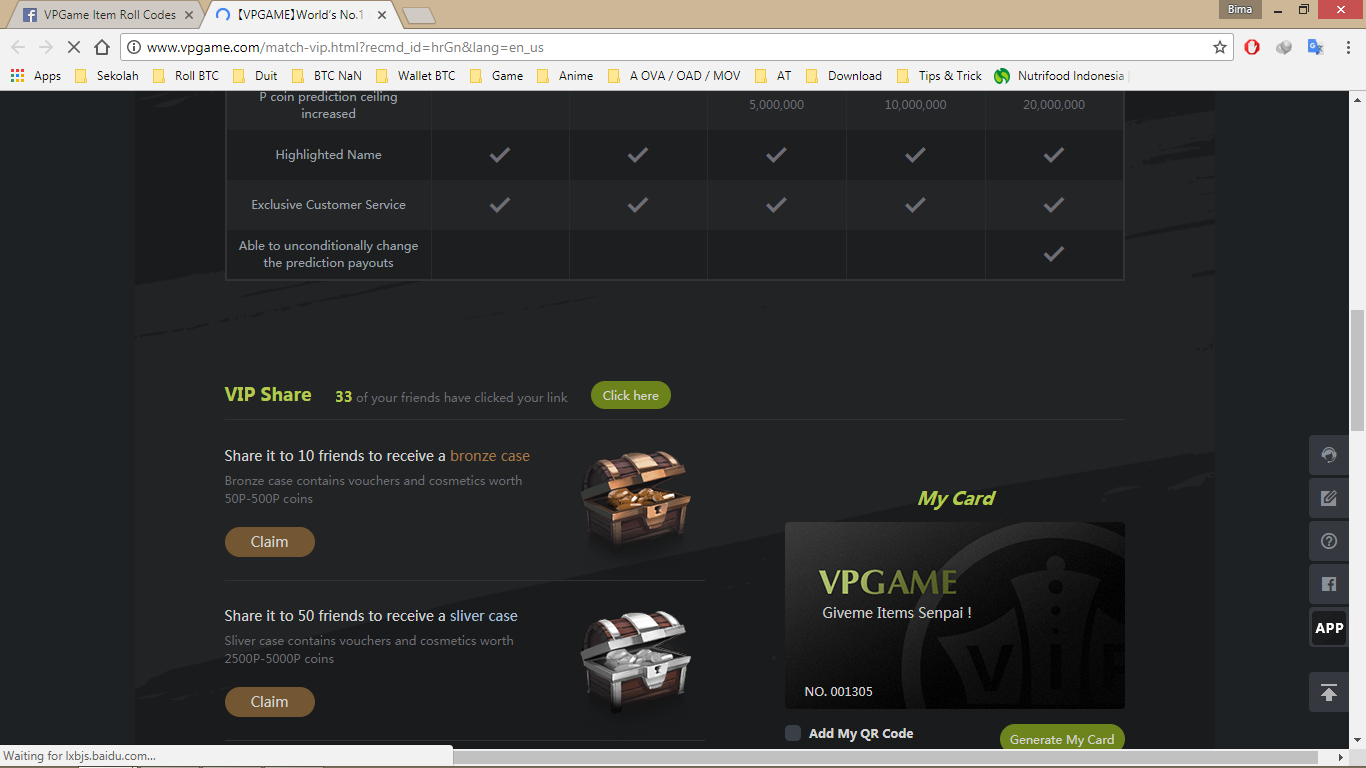 VPGame Item Roll Codes
【VPGAME】World's No.1
Bima
www.vpgame.com/match-vip.html?recmd_id=hrGn&lang=en_us
Apps Sekolah Roll BTC Duit BTC NaN Wallet BTC Game Anime A OVA / OAD / MOV AT Download Tips & Trick Nutrifood Indonesia
P coin prediction ceiling
increased
5,000,000 10,000,000 20,000,000
Highlighted Name
Exclusive Customer Service
Able to unconditionally change
the prediction payouts
VIP Share 33 of your friends have clicked your link Click here
Share it to 10 friends to receive a bronze case
Bronze case contains vouchers and cosmetics worth
50P-500P coins
Claim
Share it to 50 friends to receive a sliver case
Sliver case contains vouchers and cosmetics worth
2500P-5000P coins
Claim
My Card
VPGAME
Giveme Items Senpai !
VIP
NO. 001305
Add My QR Code
Generate My Card
APP
Waiting for lxbjs.baidu.com...